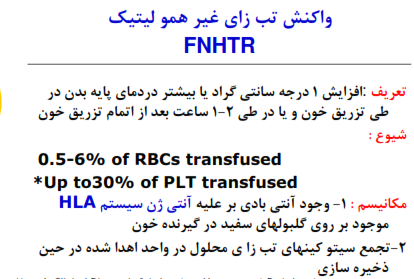 واکنش تب زای غیر همو لیتیک
FNHTR
تعریف :افزایش ۱ درجه سانتی گراد یا بیشتر دردمای پایه بدن در
طی تزریق خون و یا در طی ۲-۱ ساعت بعد از اتمام تزریق خون
شیوع :
0.5-6% of RBCs transfused
*Up to30% of PLT transfused
مکانیسم : ۱- وجود آنتی بادی بر علیه آنتی ژن سیستم HLA
موجود بر روی گلبولهای سفید در گیرنده خون
۲-تجمع سیتو کینهای تب زا ی محلول در واحد اهدا شده در حین
ذخیره سازی